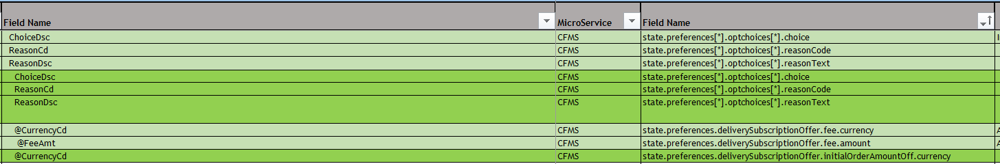 Field Name MicroService Field Name
ChoiceDsc CFMS state.preferences[*].optchoices[*].choice
ReasonCd CFMS state.preferences[*].optchoices[*].reasonCode
ReasonDsc CFMS state.preferences[*].optchoices[*].reasonText
ChoiceDsc CFMS state.preferences[*].optchoices[*].choice
ReasonCd CFMS state.preferences[*].optchoices[*].reasonCode
ReasonDsc CFMS state.preferences[*].optchoices[*].reasonText
@CurrencyCd CFMS state.preferences.deliverySubscriptionOffer.fee.currency
@FeeAmt CFMS state.preferences.deliverySubscriptionOffer.fee.amount
@CurrencyCd CFMS state.preferences.deliverySubscriptionOffer.initialOrderAmountOff.currency